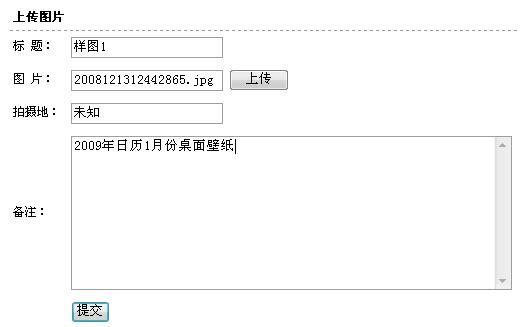 上传图片
标 题： 样图1
图 片： 2008121312442865.jpg 上传
拍摄地： 未知
2009年日历1月份桌面壁纸
备注：
提交